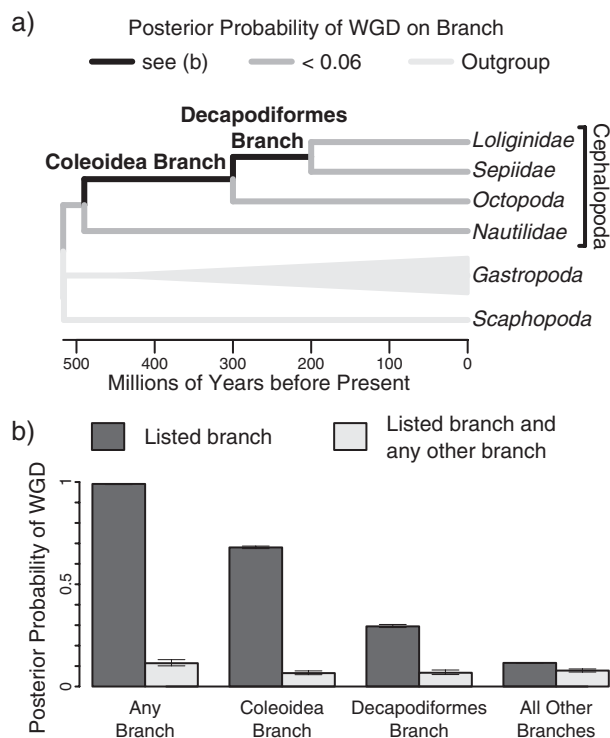 a)
Posterior Probability of WGD on Branch
see (b)
< 0.06
Outgroup
Decapodiformes
Branch
Coleoidea Branch
Loliginidae
Sepiidae
Octopoda
Nautilidae
Cephalopoda
Gastropoda
Scaphopoda
500 400 300 200 100 0
Millions of Years before Present
b)
Listed branch
Listed branch and
any other branch
Posterior Probability of WGD
1
0.5
0
Any
Branch
Coleoidea
Branch
Decapodiformes
Branch
All Other
Branches